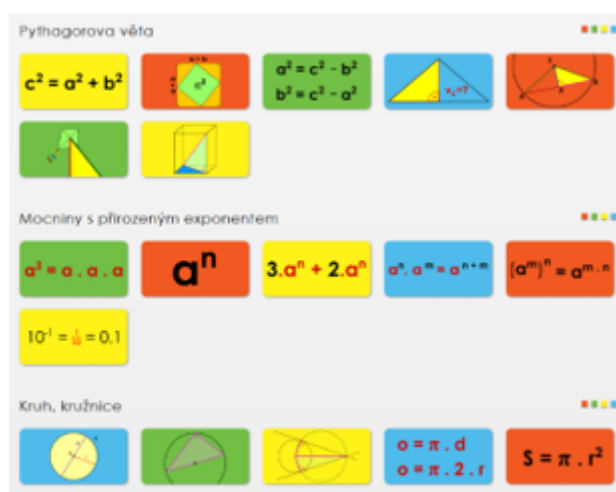 Pythagorova věta
c² = a² + b²
c²
a² = c² - b²
b² = c² - a²
Mocniny s přirozeným exponentem
a³ = a . a . a
aⁿ
3.aⁿ + 2.aⁿ
aⁿ. aᵐ = aⁿ⁺ᵐ
(aᵐ)ⁿ = aᵐ·ⁿ
10⁻¹ = 1/10 = 0,1
Kruh, kružnice
o = π . d
o = π . 2 . r
S = π . r²